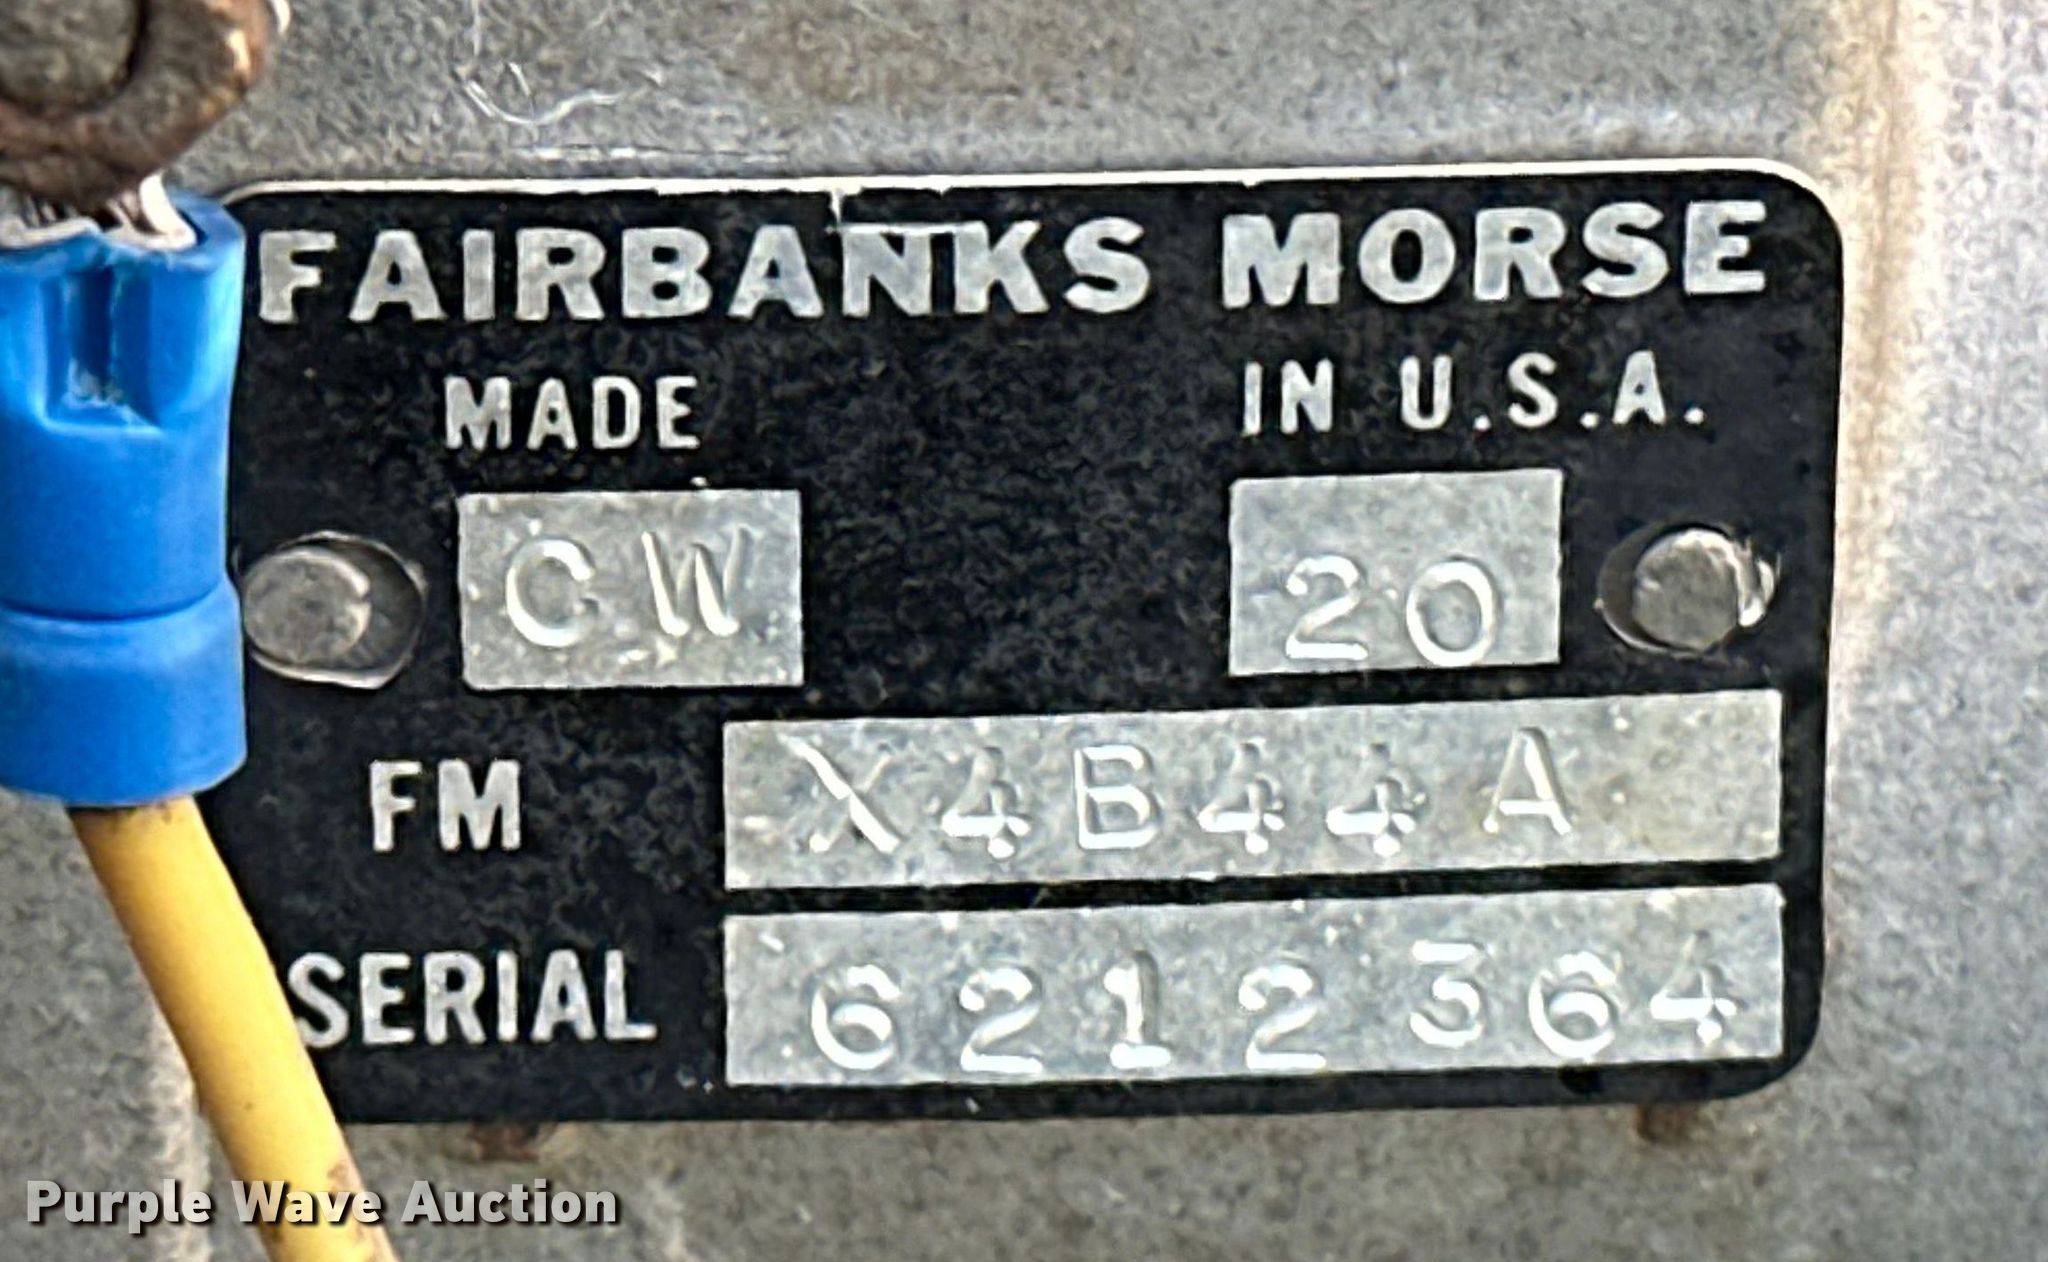 FAIRBANKS MORSE
MADE IN U.S.A.
CW 20
FM X4B44A
SERIAL 6212364
Purple Wave Auction